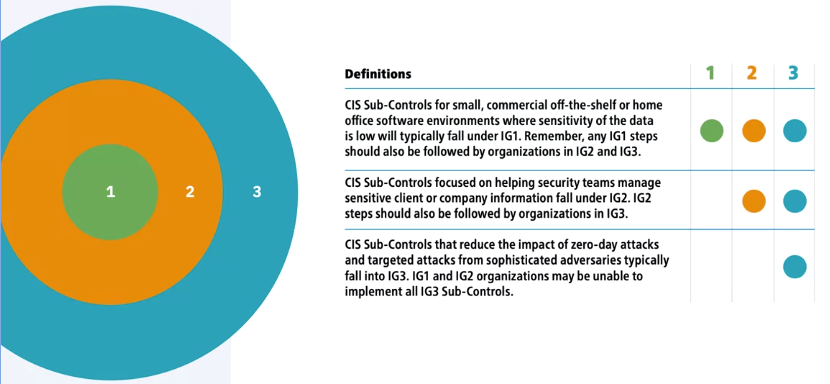 1
2
3
Definitions
1
2
3
CIS Sub-Controls for small, commercial off-the-shelf or home
office software environments where sensitivity of the data
is low will typically fall under IG1. Remember, any IG1 steps
should also be followed by organizations in IG2 and IG3.
CIS Sub-Controls focused on helping security teams manage
sensitive client or company information fall under IG2. IG2
steps should also be followed by organizations in IG3.
CIS Sub-Controls that reduce the impact of zero-day attacks
and targeted attacks from sophisticated adversaries typically
fall into IG3. IG1 and IG2 organizations may be unable to
implement all IG3 Sub-Controls.